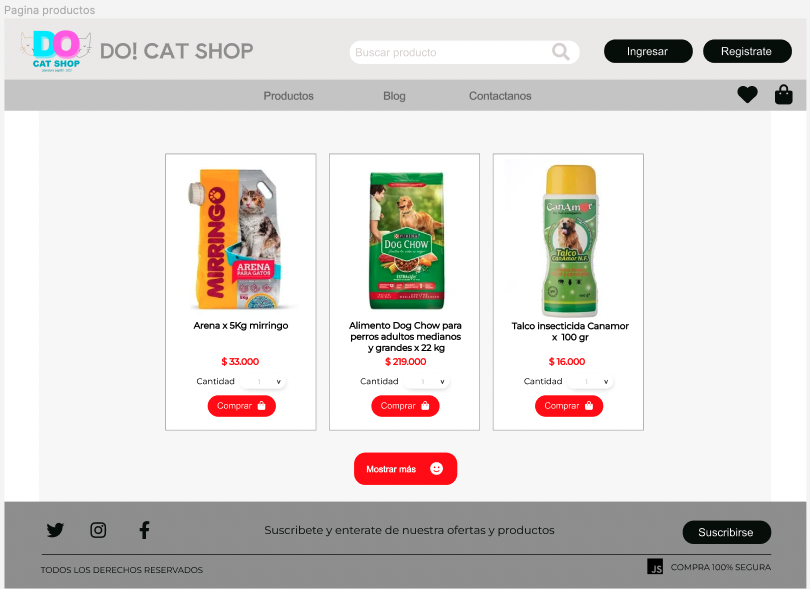 Pagina productos
DO
CAT SHOP
DO! CAT SHOP
Buscar producto
Ingresar
Registrate
Productos
Blog
Contactanos
MIRRINGO
ARENA
PARA GATOS
Arena x 5Kg mirringo
$ 33.000
Cantidad 1 v
Comprar
PURINA
DOG CHOW
Alimento Dog Chow para
perros adultos medianos
y grandes x 22 kg
$ 219.000
Cantidad 1 v
Comprar
CanAmor
Talco
CanAmor N.F.
Talco insecticida Canamor
x 100 gr
$ 16.000
Cantidad 1 v
Comprar
Mostrar más
Suscribete y enterate de nuestra ofertas y productos
Suscribirse
TODOS LOS DERECHOS RESERVADOS
JS
COMPRA 100% SEGURA